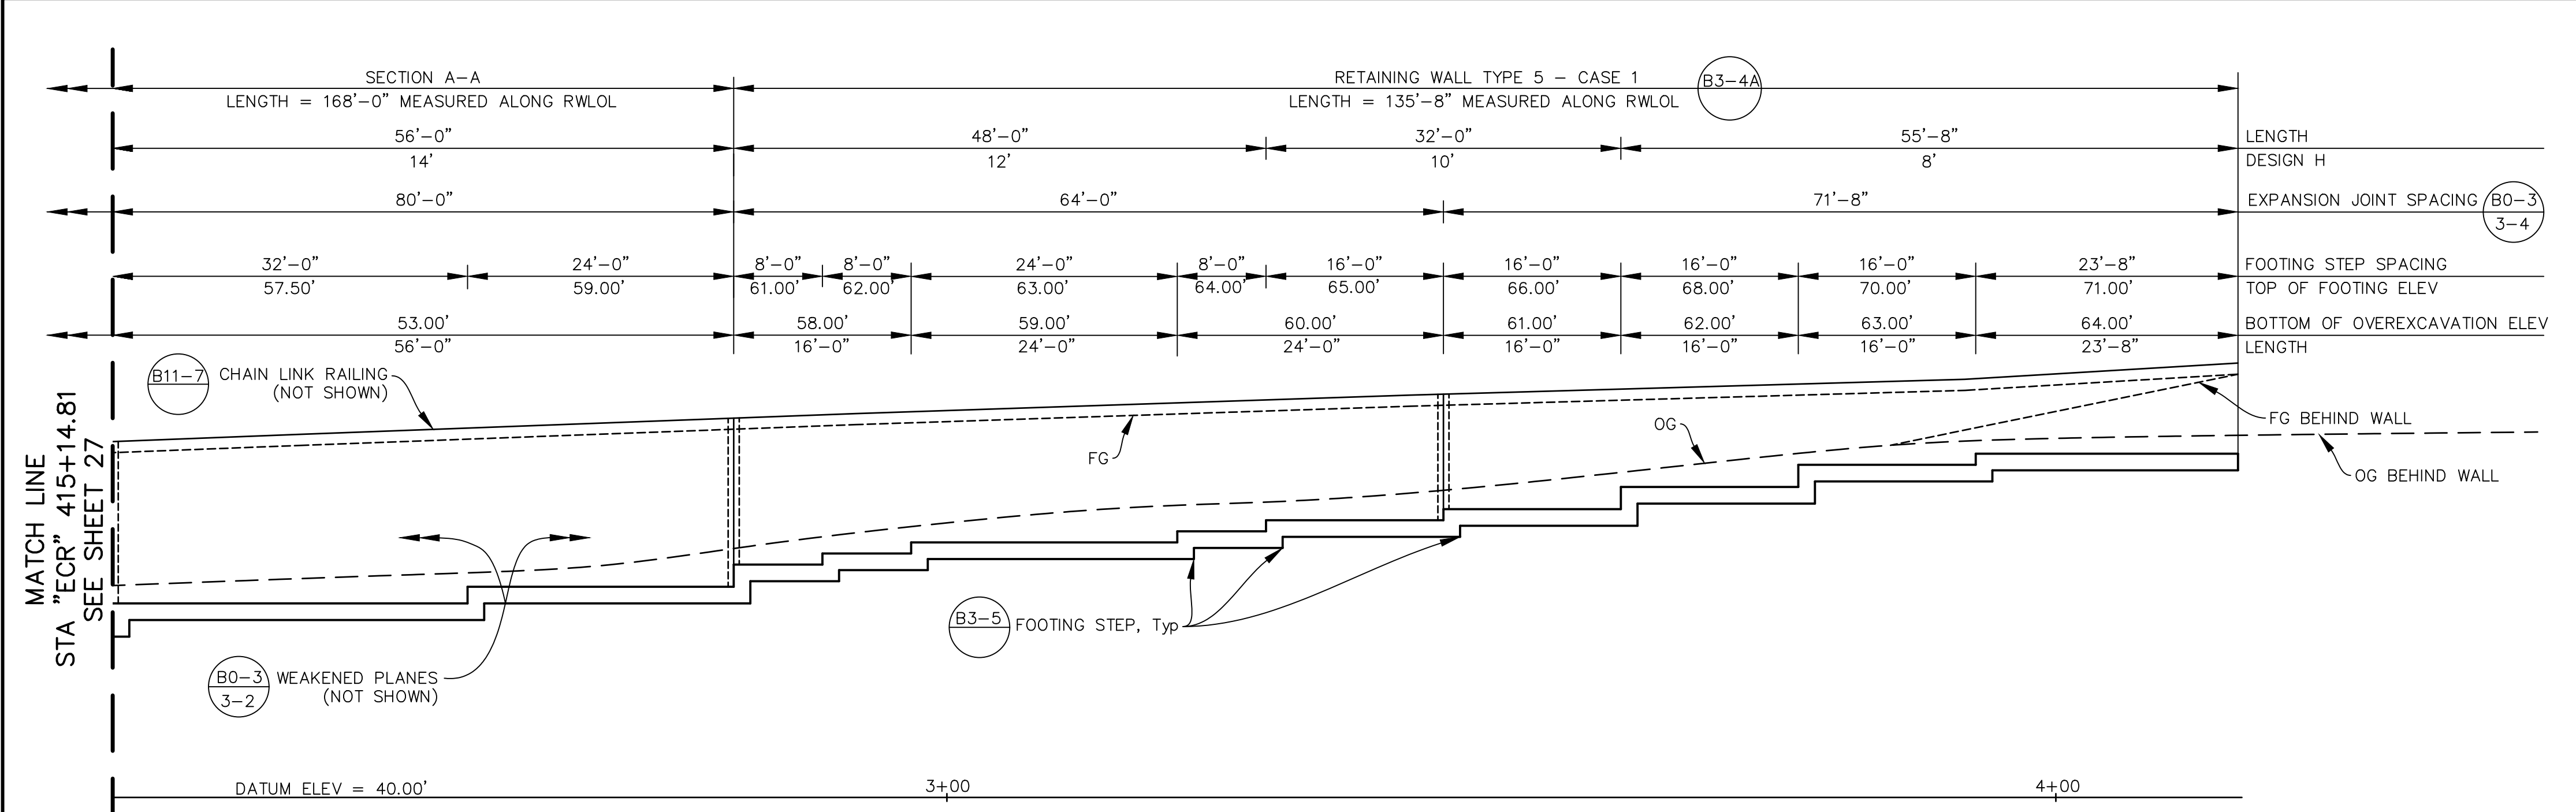 SECTION A-A
LENGTH = 168'-0" MEASURED ALONG RWLOL
RETAINING WALL TYPE 5 - CASE 1
B3-4A
LENGTH = 135'-8" MEASURED ALONG RWLOL
56'-0" 48'-0" 32'-0" 55'-8" LENGTH
14' 12' 10' 8' DESIGN H
80'-0" 64'-0" 71'-8" EXPANSION JOINT SPACING
B0-3
3-4
32'-0" 24'-0" 8'-0" 8'-0" 24'-0" 8'-0" 16'-0" 16'-0" 16'-0" 16'-0" 23'-8" FOOTING STEP SPACING
57.50' 59.00' 61.00' 62.00' 63.00' 64.00' 65.00' 66.00' 68.00' 70.00' 71.00' TOP OF FOOTING ELEV
53.00' 58.00' 59.00' 60.00' 61.00' 62.00' 63.00' 64.00' BOTTOM OF OVEREXCAVATION ELEV
56'-0" 16'-0" 24'-0" 24'-0" 16'-0" 16'-0" 16'-0" 23'-8" LENGTH
B11-7
CHAIN LINK RAILING
(NOT SHOWN)
FG
OG
FG BEHIND WALL
OG BEHIND WALL
MATCH LINE
STA "ECR" 415+14.81
SEE SHEET 27
B3-5
FOOTING STEP, Typ
B0-3
3-2
WEAKENED PLANES
(NOT SHOWN)
DATUM ELEV = 40.00'
3+00
4+00